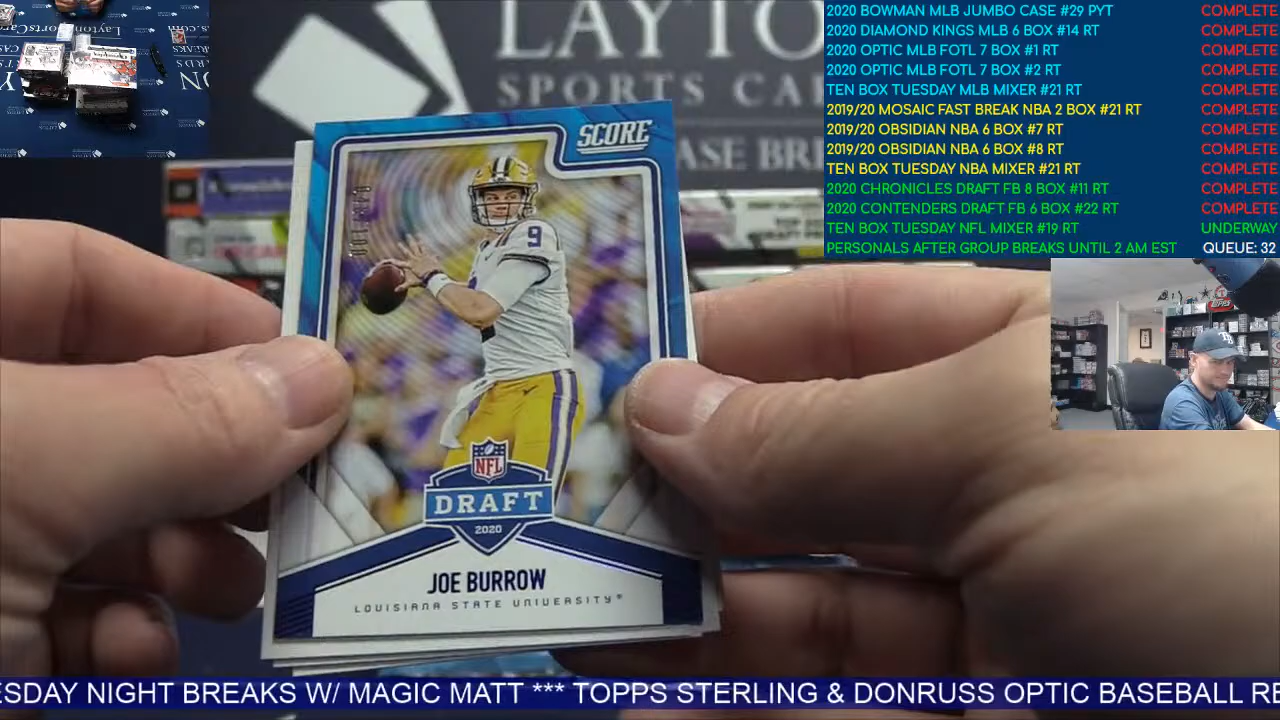 LAYTO
SPORTS CA
ASE BRE
2020 BOWMAN MLB JUMBO CASE #29 PYT COMPLETE
2020 DIAMOND KINGS MLB 6 BOX #14 RT COMPLETE
2020 OPTIC MLB FOTL 7 BOX #1 RT COMPLETE
2020 OPTIC MLB FOTL 7 BOX #2 RT COMPLETE
TEN BOX TUESDAY MLB MIXER #21 RT COMPLETE
2019/20 MOSAIC FAST BREAK NBA 2 BOX #21 RT COMPLETE
2019/20 OBSIDIAN NBA 6 BOX #7 RT COMPLETE
2019/20 OBSIDIAN NBA 6 BOX #8 RT COMPLETE
TEN BOX TUESDAY NBA MIXER #21 RT COMPLETE
2020 CHRONICLES DRAFT FB 8 BOX #11 RT COMPLETE
2020 CONTENDERS DRAFT FB 6 BOX #22 RT COMPLETE
TEN BOX TUESDAY NFL MIXER #19 RT UNDERWAY
PERSONALS AFTER GROUP BREAKS UNTIL 2 AM EST QUEUE: 32
SCORE
9
NFL
DRAFT
2020
JOE BURROW
LOUISIANA STATE UNIVERSITY®
ESDAY NIGHT BREAKS W/ MAGIC MATT *** TOPPS STERLING & DONRUSS OPTIC BASEBALL RE